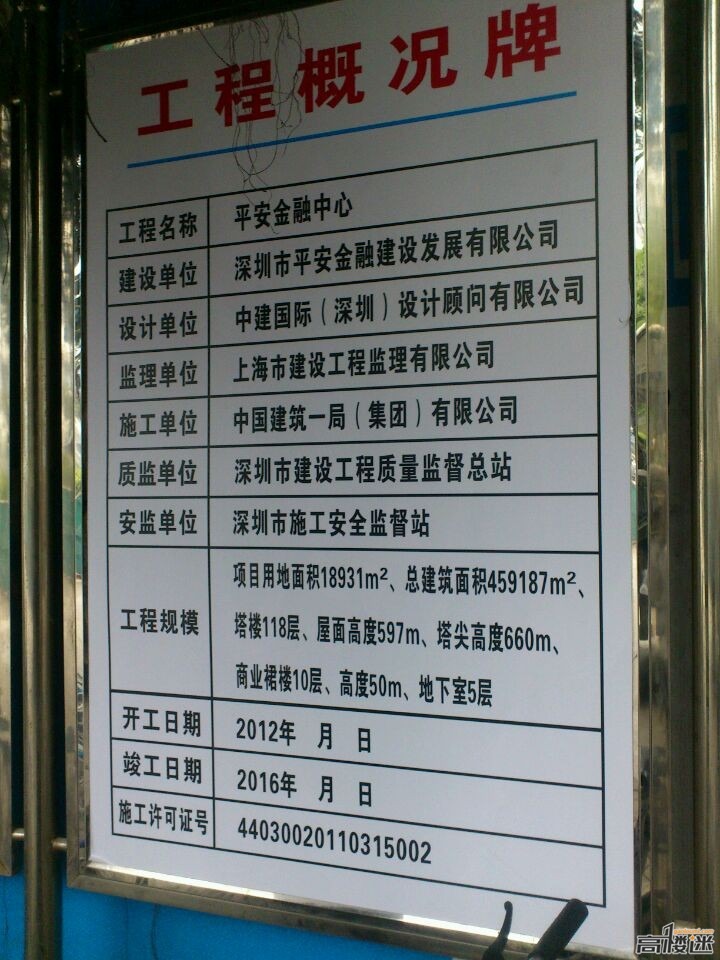 工程概况牌
工程名称 平安金融中心
建设单位 深圳市平安金融建设发展有限公司
设计单位 中建国际（深圳）设计顾问有限公司
监理单位 上海市建设工程监理有限公司
施工单位 中国建筑一局（集团）有限公司
质监单位 深圳市建设工程质量监督总站
安监单位 深圳市施工安全监督站
工程规模 项目用地面积18931m²、总建筑面积459187m²、
塔楼118层、屋面高度597m、塔尖高度660m、
商业裙楼10层、高度50m、地下室5层
开工日期 2012年 月 日
竣工日期 2016年 月 日
施工许可证号 44030020110315002
高楼迷